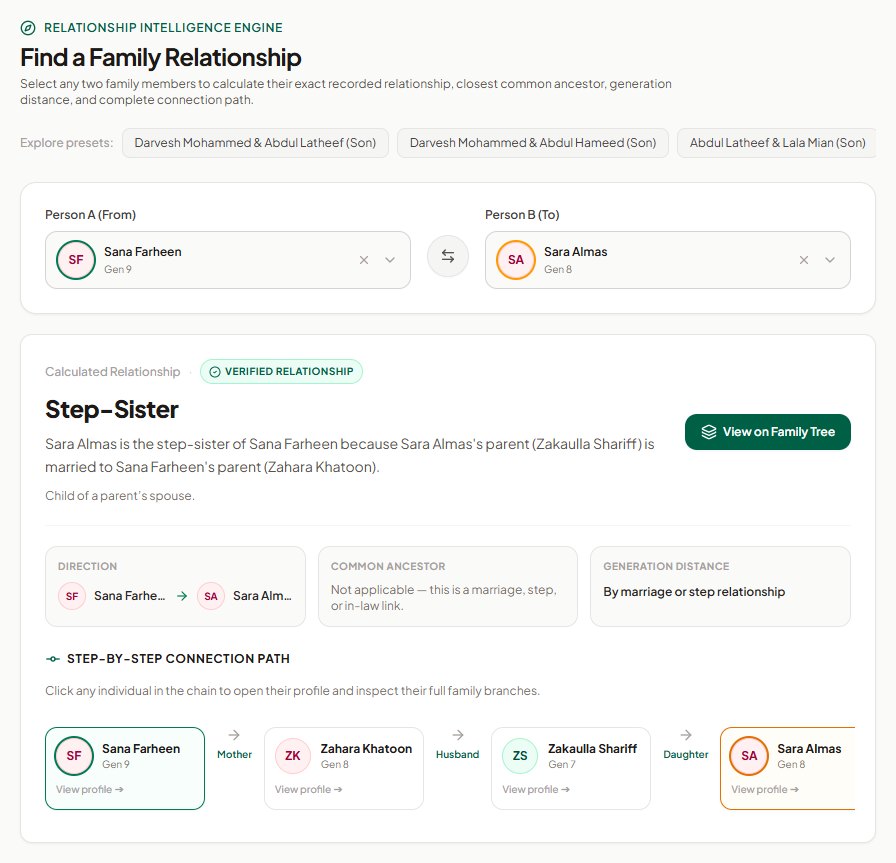 RELATIONSHIP INTELLIGENCE ENGINE
Find a Family Relationship
Select any two family members to calculate their exact recorded relationship, closest common ancestor, generation
distance, and complete connection path.
Explore presets:
Darvesh Mohammed & Abdul Latheef (Son)
Darvesh Mohammed & Abdul Hameed (Son)
Abdul Latheef & Lala Mian (Son)
Person A (From)
SF
Sana Farheen
Gen 9
Person B (To)
SA
Sara Almas
Gen 8
Calculated Relationship
·
VERIFIED RELATIONSHIP
Step-Sister
Sara Almas is the step-sister of Sana Farheen because Sara Almas's parent (Zakaulla Shariff) is
married to Sana Farheen's parent (Zahara Khatoon).
Child of a parent's spouse.
View on Family Tree
DIRECTION
SF Sana Farhe... → SA Sara Alm...
COMMON ANCESTOR
Not applicable — this is a marriage, step,
or in-law link.
GENERATION DISTANCE
By marriage or step relationship
STEP-BY-STEP CONNECTION PATH
Click any individual in the chain to open their profile and inspect their full family branches.
SF
Sana Farheen
Gen 9
View profile →
→
Mother
ZK
Zahara Khatoon
Gen 8
View profile →
→
Husband
ZS
Zakaulla Shariff
Gen 7
View profile →
→
Daughter
SA
Sara Almas
Gen 8
View profile →